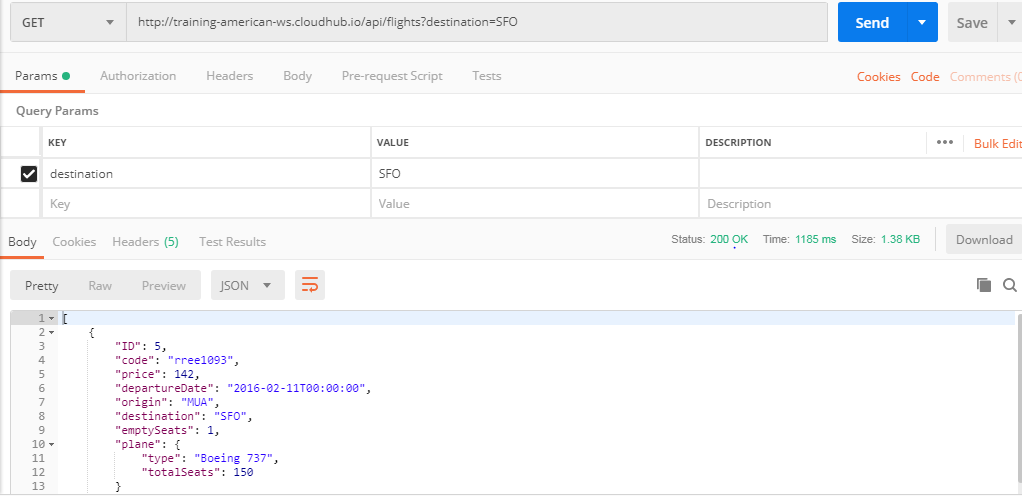 GET http://training-american-ws.cloudhub.io/api/flights?destination=SFO Send Save
Params Authorization Headers Body Pre-request Script Tests Cookies Code Comments (0
Query Params
KEY VALUE DESCRIPTION ••• Bulk Edit
destination SFO
Key Value Description
Body Cookies Headers (5) Test Results Status: 200 OK Time: 1185 ms Size: 1.38 KB Download
Pretty Raw Preview JSON
1 [
2 {
3 "ID": 5,
4 "code": "rree1093",
5 "price": 142,
6 "departureDate": "2016-02-11T00:00:00",
7 "origin": "MUA",
8 "destination": "SFO",
9 "emptySeats": 1,
10 "plane": {
11 "type": "Boeing 737",
12 "totalSeats": 150
13 }